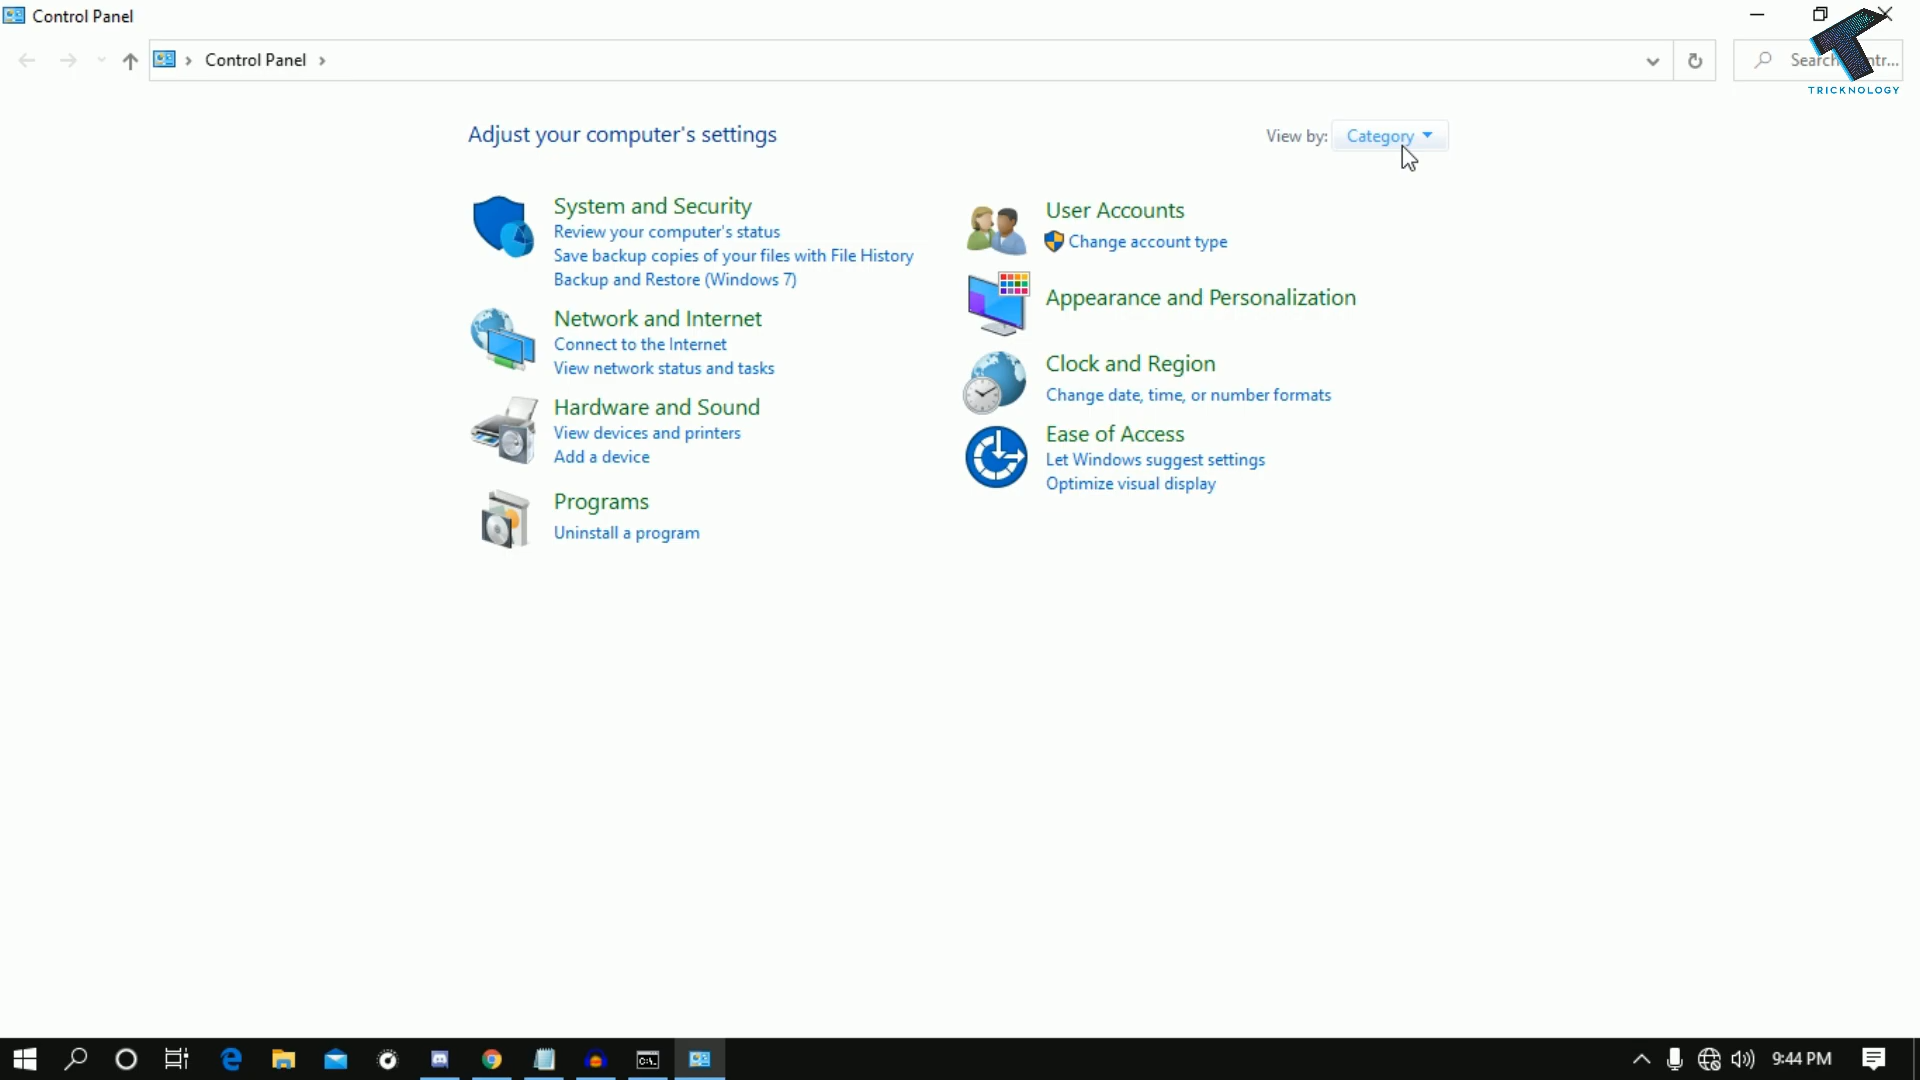 Control Panel
Control Panel
TRICKNOLOGY
Adjust your computer's settings
View by: Category
System and Security
Review your computer's status
Save backup copies of your files with File History
Backup and Restore (Windows 7)
Network and Internet
Connect to the Internet
View network status and tasks
Hardware and Sound
View devices and printers
Add a device
Programs
Uninstall a program
User Accounts
Change account type
Appearance and Personalization
Clock and Region
Change date, time, or number formats
Ease of Access
Let Windows suggest settings
Optimize visual display
9:44 PM